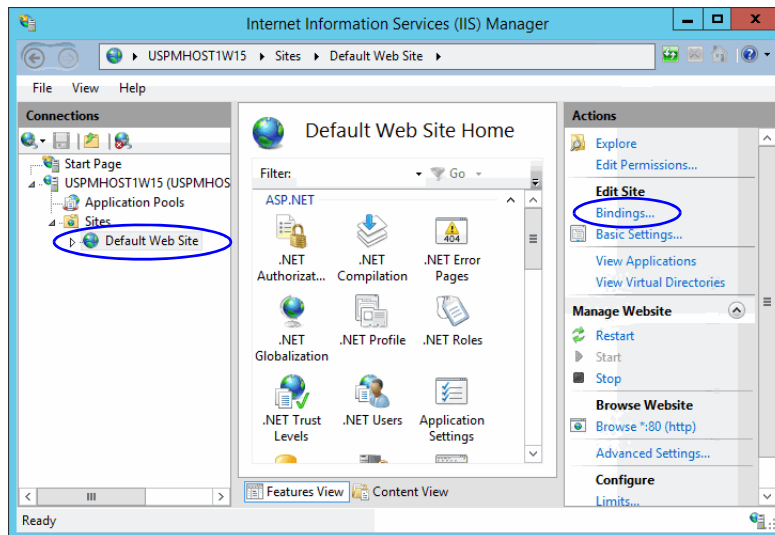 Internet Information Services (IIS) Manager
USPMHOST1W15 Sites Default Web Site
File View Help
Connections
Start Page
USPMHOST1W15 (USPMHOS
Application Pools
Sites
Default Web Site
Default Web Site Home
Filter: Go
ASP.NET
.NET Authorizat...
.NET Compilation
404
.NET Error Pages
.NET Globalization
.NET Profile
.NET Roles
.NET Trust Levels
.NET Users
Application Settings
Features View Content View
Actions
Explore
Edit Permissions...
Edit Site
Bindings...
Basic Settings...
View Applications
View Virtual Directories
Manage Website
Restart
Start
Stop
Browse Website
Browse *:80 (http)
Advanced Settings...
Configure
Limits...
Ready